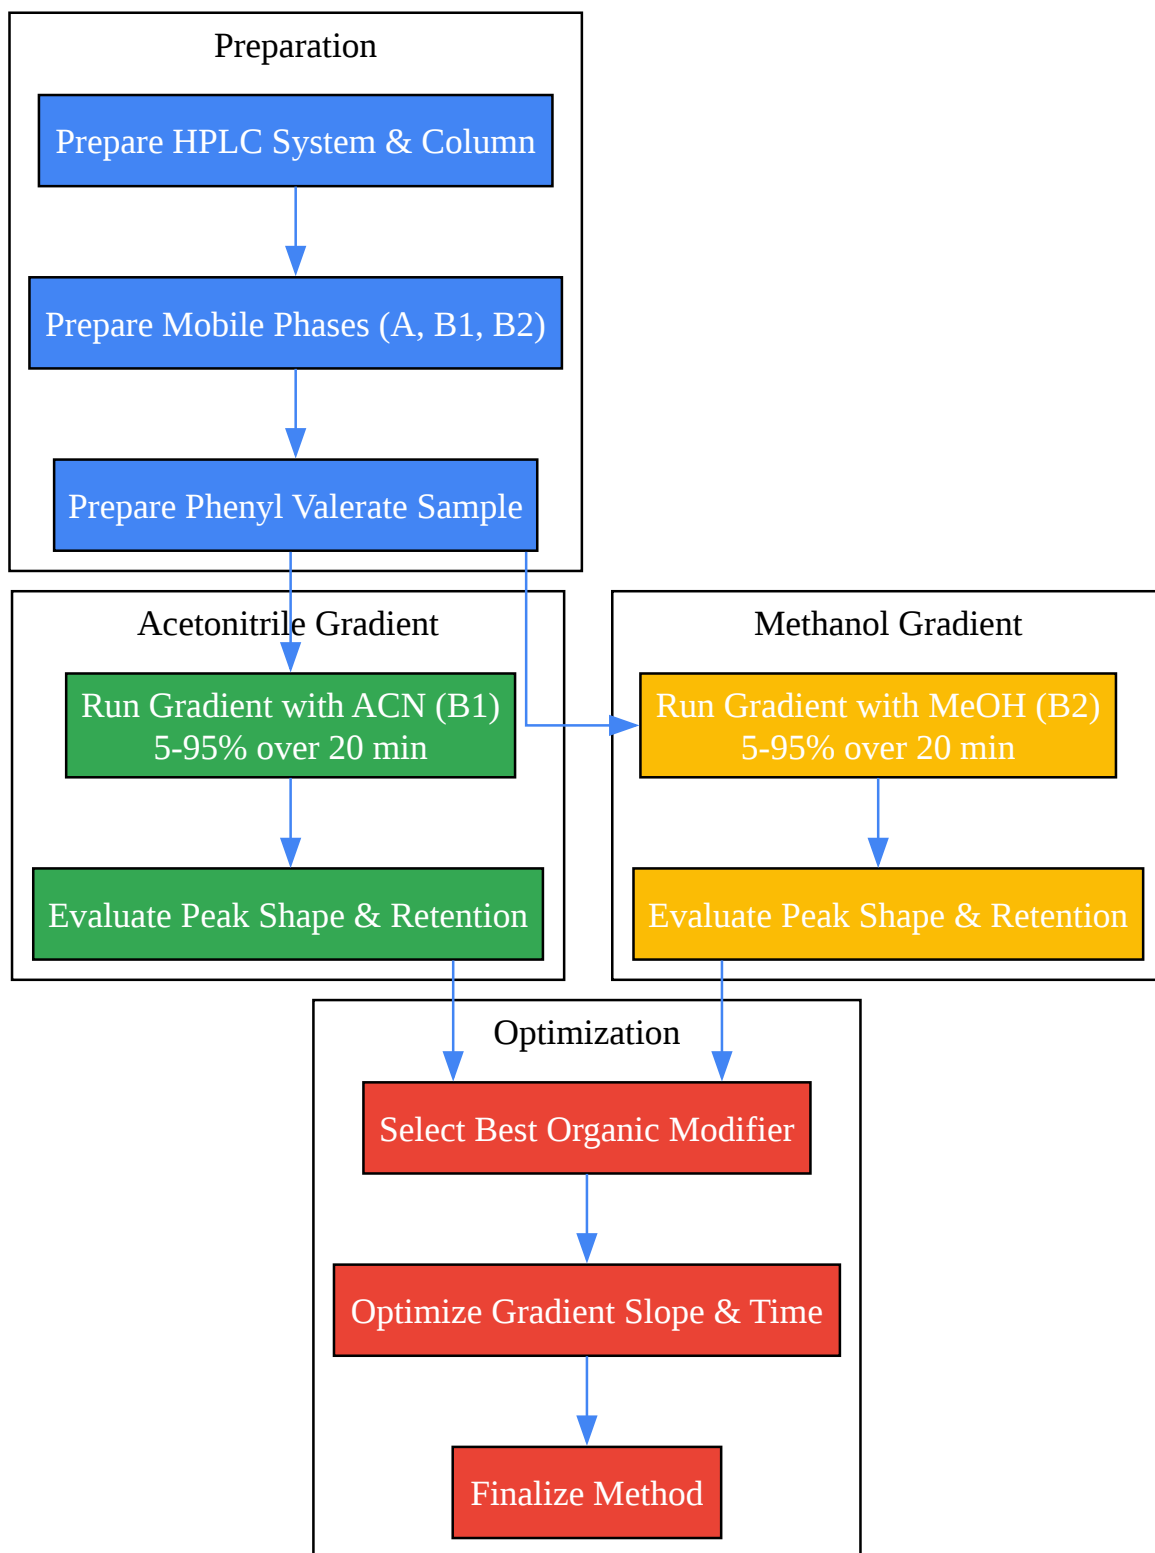 Preparation
Prepare HPLC System & Column
Prepare Mobile Phases (A, B1, B2)
Prepare Phenyl Valerate Sample
Acetonitrile Gradient
Run Gradient with ACN (B1)
5-95% over 20 min
Evaluate Peak Shape & Retention
Methanol Gradient
Run Gradient with MeOH (B2)
5-95% over 20 min
Evaluate Peak Shape & Retention
Optimization
Select Best Organic Modifier
Optimize Gradient Slope & Time
Finalize Method